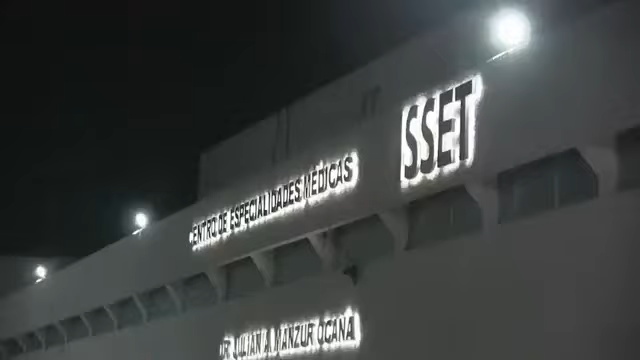 SSET
CENTRO DE ESPECIALIDADES MÉDICAS
DR. JULIAN A. MANZUR OCAÑA